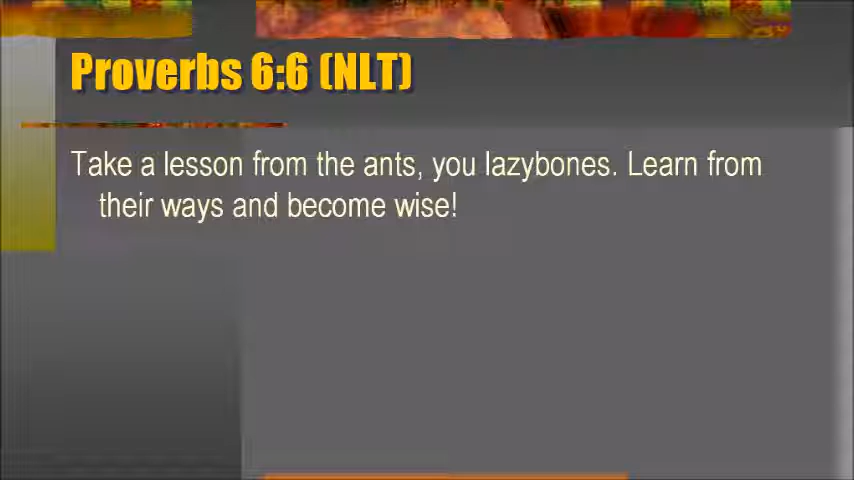 Proverbs 6:6 (NLT)
Take a lesson from the ants, you lazybones. Learn from
their ways and become wise!